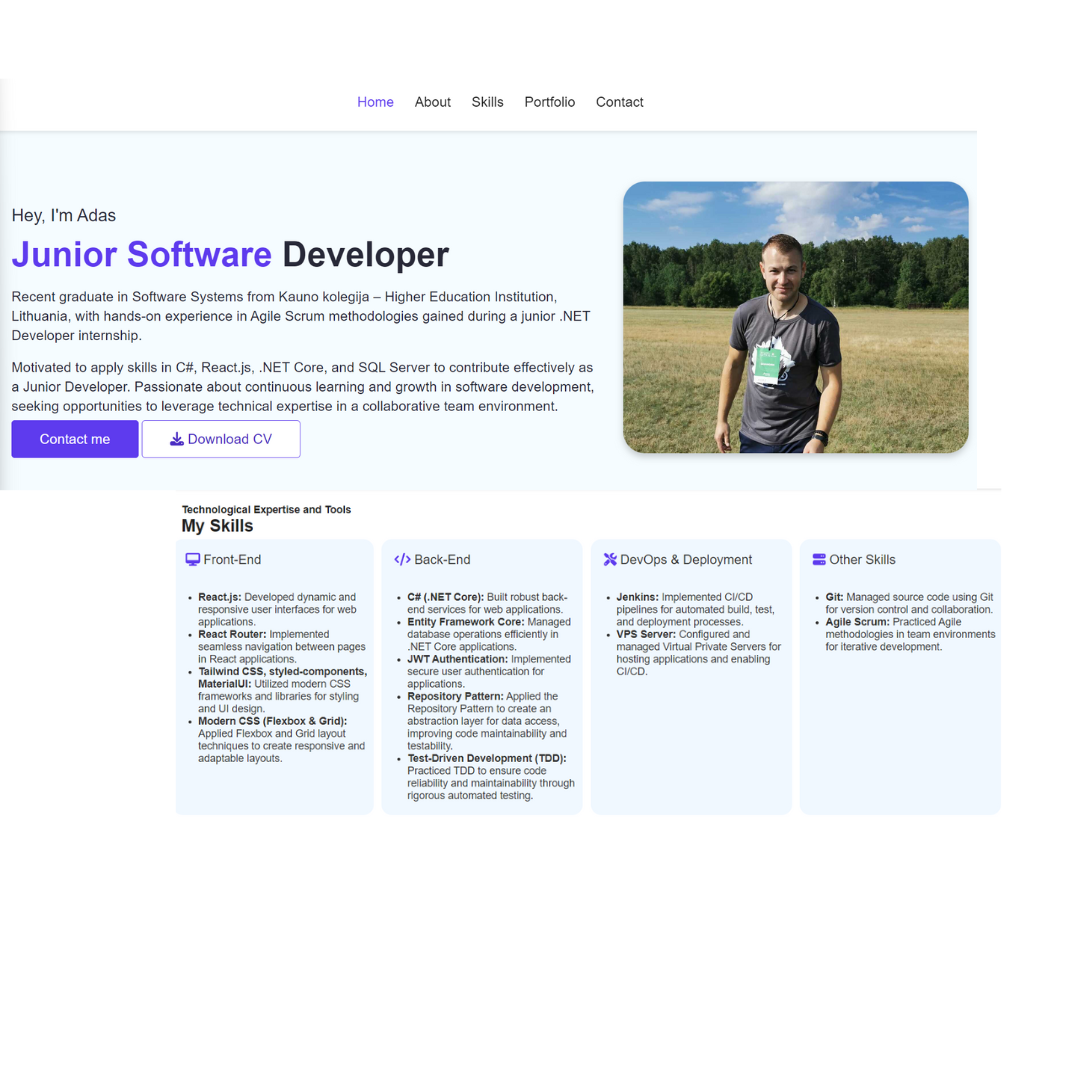 Home About Skills Portfolio Contact
Hey, I'm Adas
Junior Software Developer
Recent graduate in Software Systems from Kauno kolegija – Higher Education Institution,
Lithuania, with hands-on experience in Agile Scrum methodologies gained during a junior .NET
Developer internship.
Motivated to apply skills in C#, React.js, .NET Core, and SQL Server to contribute effectively as
a Junior Developer. Passionate about continuous learning and growth in software development,
seeking opportunities to leverage technical expertise in a collaborative team environment.
Contact me Download CV
Technological Expertise and Tools
My Skills
Front-End
• React.js: Developed dynamic and
responsive user interfaces for web
applications.
• React Router: Implemented
seamless navigation between pages
in React applications.
• Tailwind CSS, styled-components,
MaterialUI: Utilized modern CSS
frameworks and libraries for styling
and UI design.
• Modern CSS (Flexbox & Grid):
Applied Flexbox and Grid layout
techniques to create responsive and
adaptable layouts.
Back-End
• C# (.NET Core): Built robust back-
end services for web applications.
• Entity Framework Core: Managed
database operations efficiently in
.NET Core applications.
• JWT Authentication: Implemented
secure user authentication for
applications.
• Repository Pattern: Applied the
Repository Pattern to create an
abstraction layer for data access,
improving code maintainability and
testability.
• Test-Driven Development (TDD):
Practiced TDD to ensure code
reliability and maintainability through
rigorous automated testing.
DevOps & Deployment
• Jenkins: Implemented CI/CD
pipelines for automated build, test,
and deployment processes.
• VPS Server: Configured and
managed Virtual Private Servers for
hosting applications and enabling
CI/CD.
Other Skills
• Git: Managed source code using Git
for version control and collaboration.
• Agile Scrum: Practiced Agile
methodologies in team environments
for iterative development.